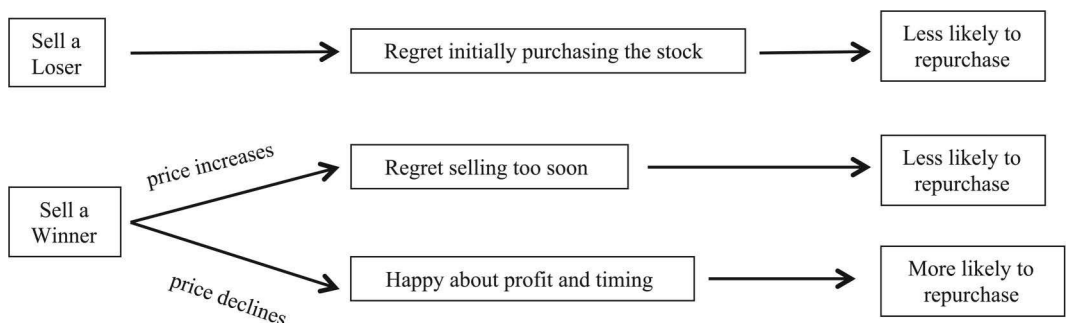 Sell a
Loser
Regret initially purchasing the stock
Less likely to
repurchase
Sell a
Winner
price increases
Regret selling too soon
Less likely to
repurchase
price declines
Happy about profit and timing
More likely to
repurchase